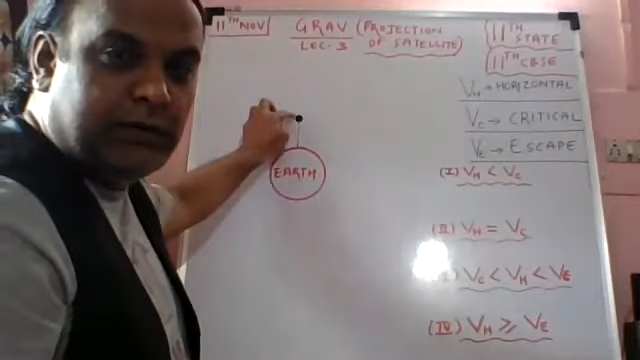 11TH NOV
GRAV (PROJECTION
LEC-3 OF SATELLITE)
11TH STATE
11TH CBSE
VH → HORIZONTAL
VC → CRITICAL
VE → ESCAPE
EARTH
(I) VH < VC
(II) VH = VC
VC < VH < VE
(IV) VH ≥ VE